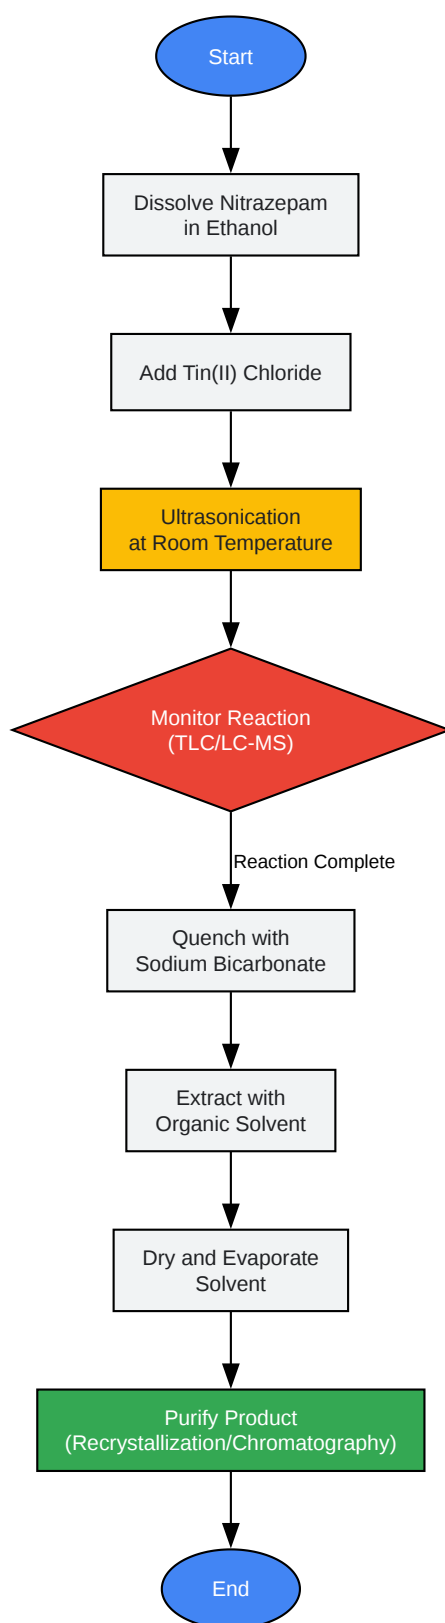 Start
Dissolve Nitrazepam
in Ethanol
Add Tin(II) Chloride
Ultrasonication
at Room Temperature
Monitor Reaction
(TLC/LC-MS)
Reaction Complete
Quench with
Sodium Bicarbonate
Extract with
Organic Solvent
Dry and Evaporate
Solvent
Purify Product
(Recrystallization/Chromatography)
End